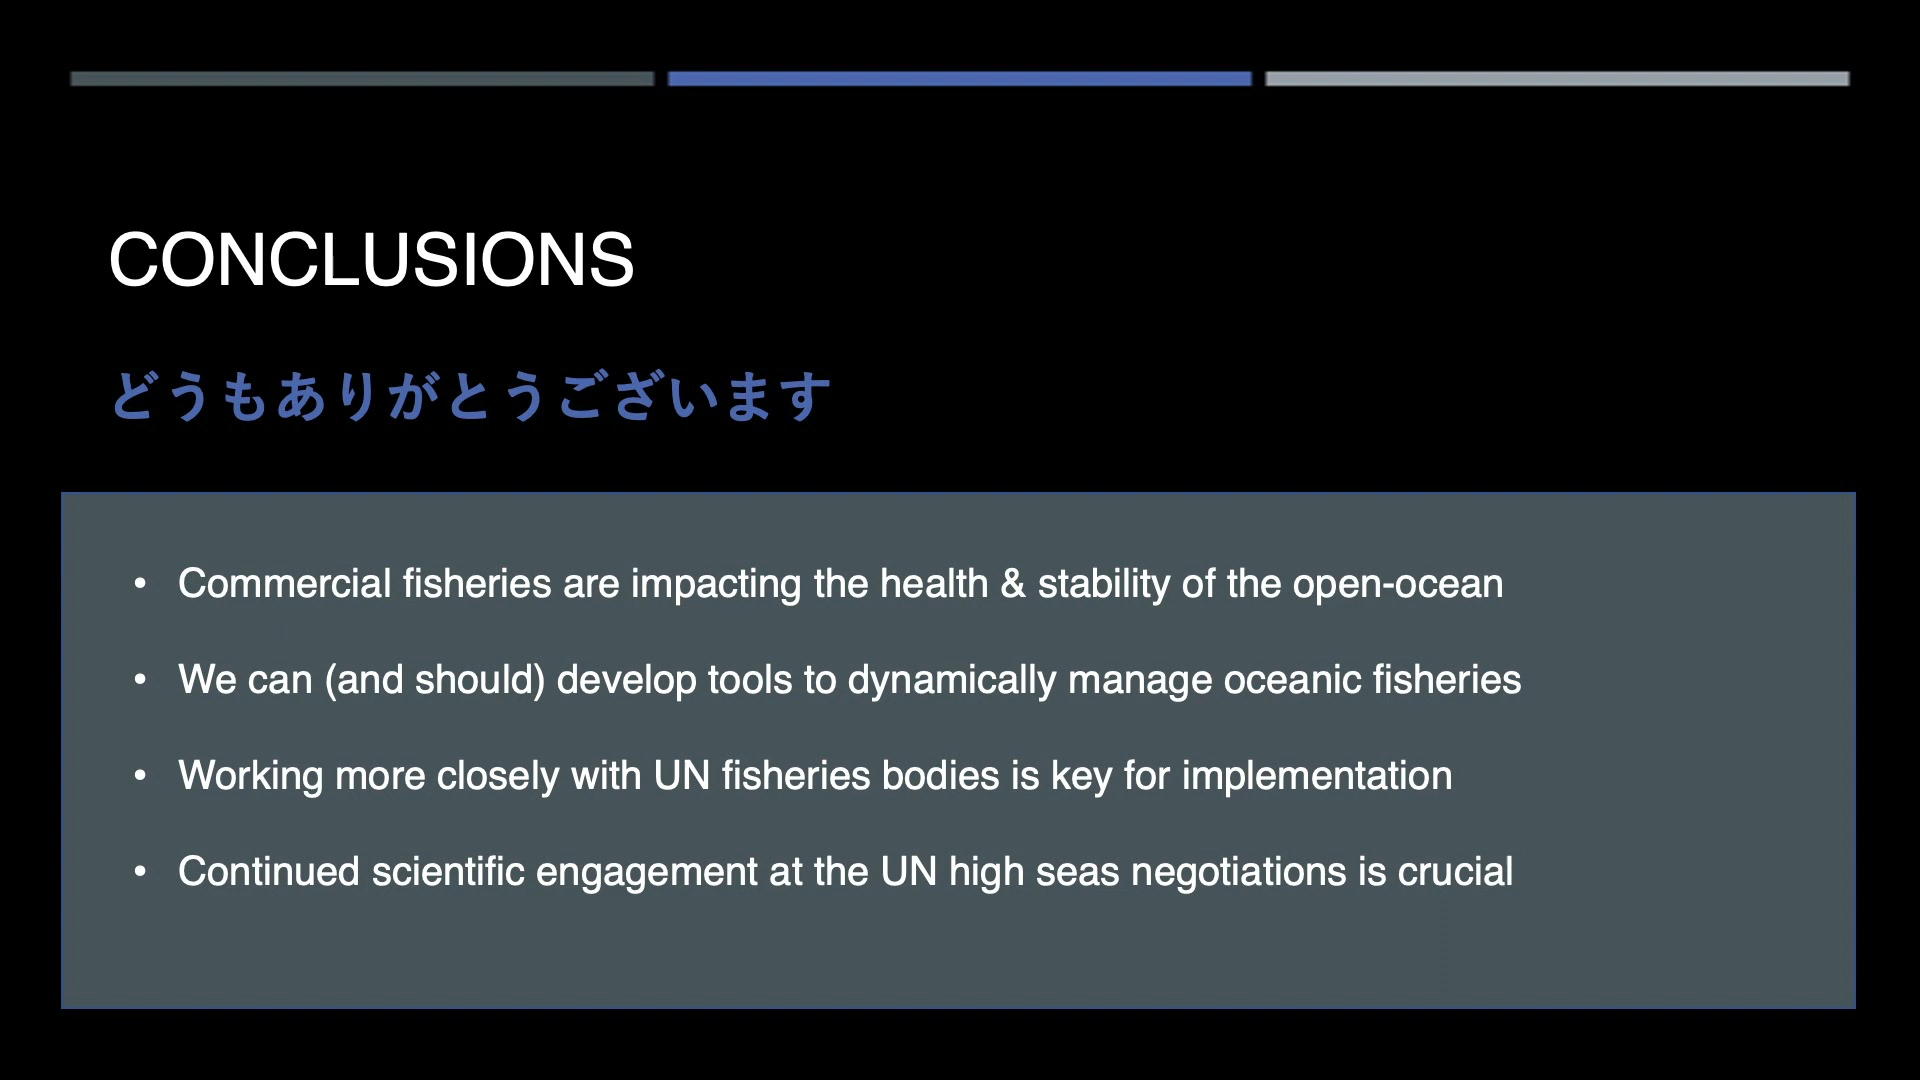 CONCLUSIONS
どうもありがとうございます
• Commercial fisheries are impacting the health & stability of the open-ocean
• We can (and should) develop tools to dynamically manage oceanic fisheries
• Working more closely with UN fisheries bodies is key for implementation
• Continued scientific engagement at the UN high seas negotiations is crucial